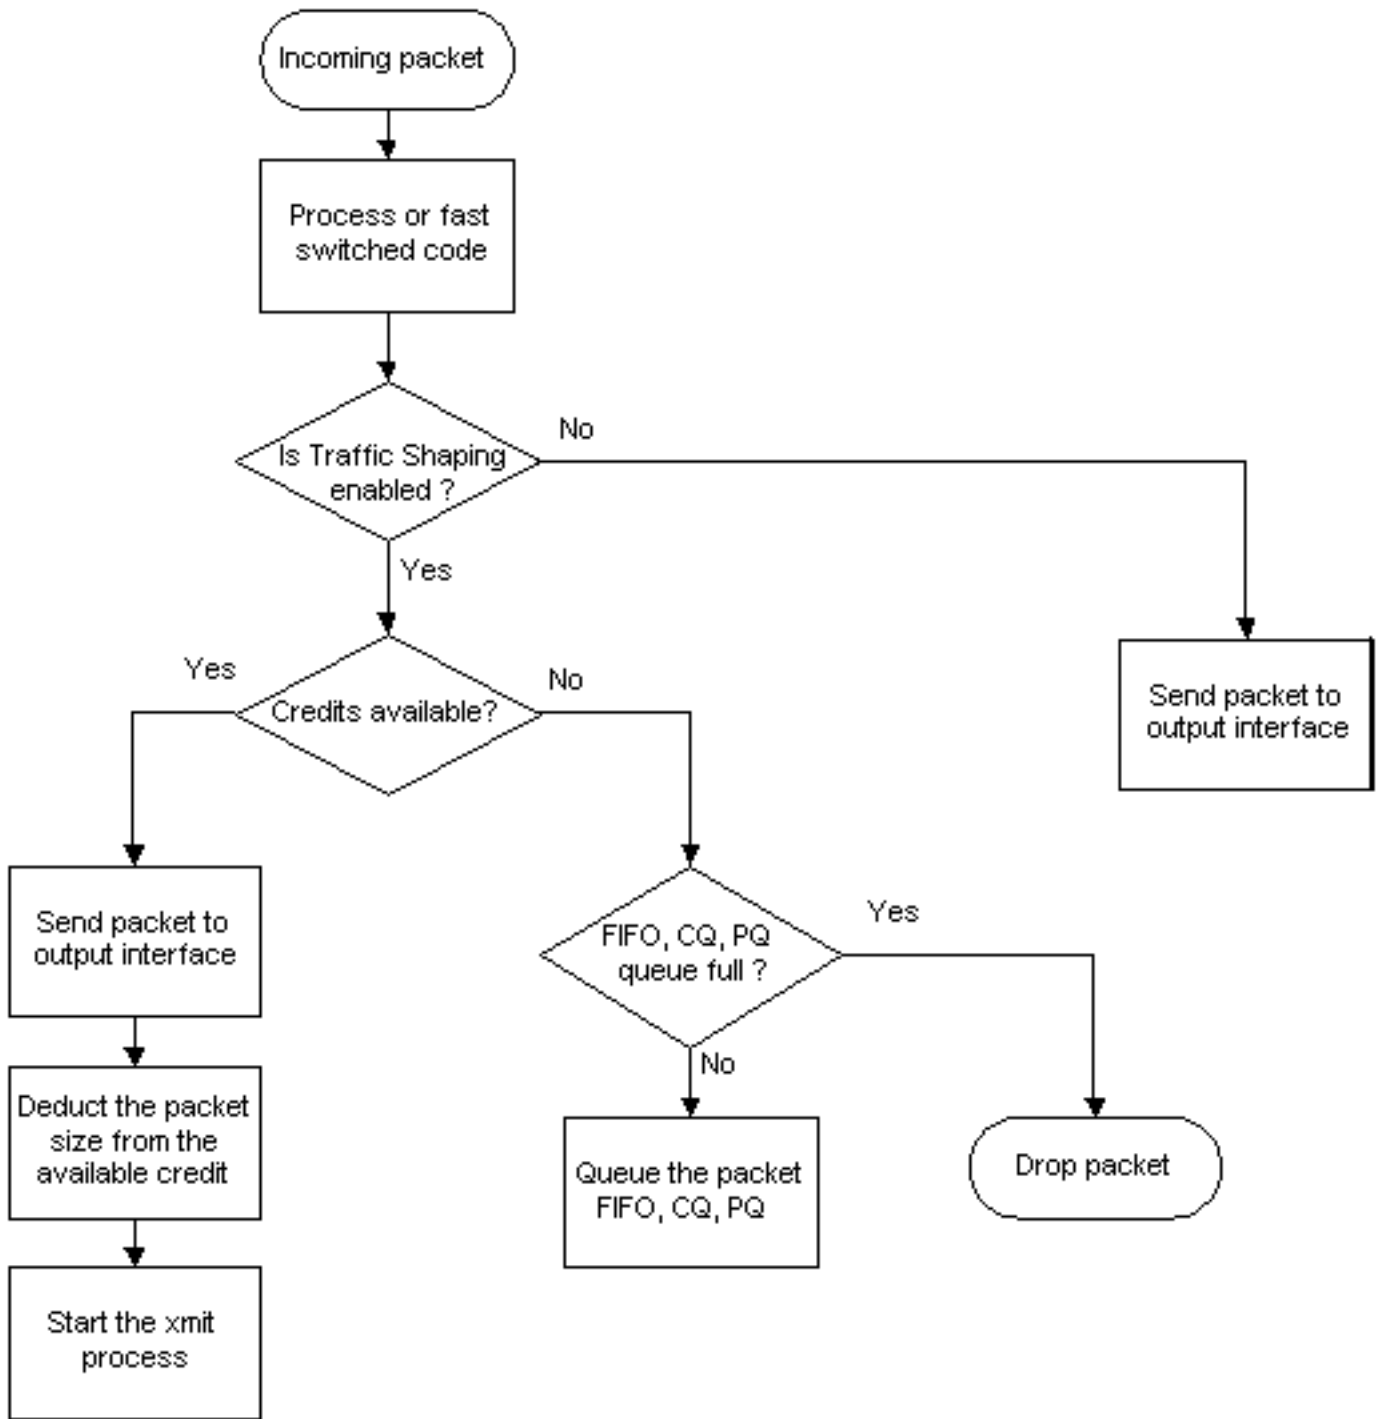 Incoming packet
Process or fast
switched code
No
Is Traffic Shaping
enabled ?
Yes
Yes
No
Credits available?
Send packet to
output interface
Send packet to
output interface
FIFO, CQ, PQ
queue full ?
Yes
No
Deduct the packet
size from the
available credit
Queue the packet
FIFO, CQ, PQ
Drop packet
Start the xmit
process